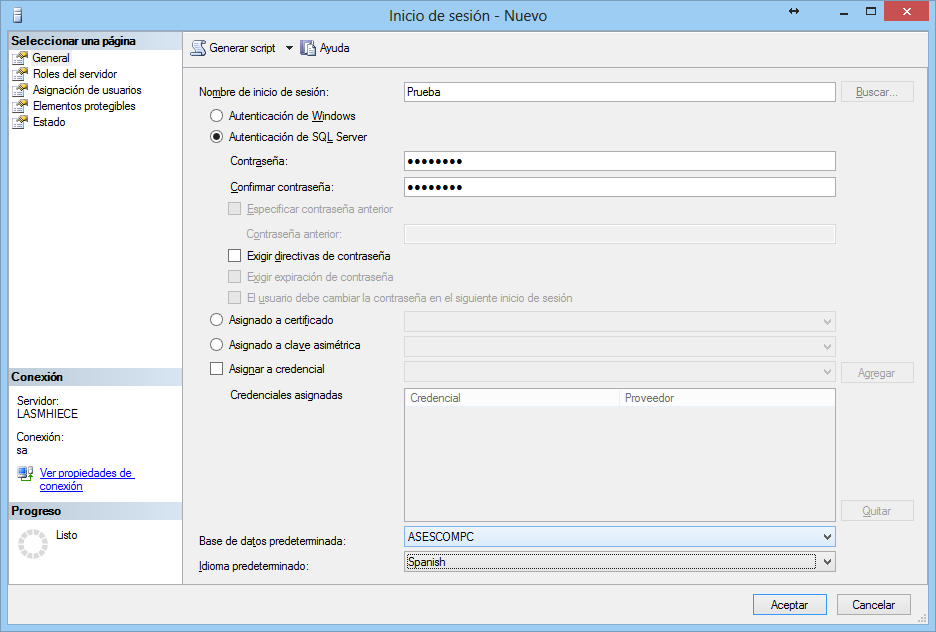 Inicio de sesión - Nuevo
Seleccionar una página
General
Roles del servidor
Asignación de usuarios
Elementos protegibles
Estado
Conexión
Servidor:
LASMHIECE
Conexión:
sa
Ver propiedades de
conexión
Progreso
Listo
Generar script
Ayuda
Nombre de inicio de sesión:
Prueba
Buscar...
Autenticación de Windows
Autenticación de SQL Server
Contraseña:
●●●●●●●●
Confirmar contraseña:
●●●●●●●●
Especificar contraseña anterior
Contraseña anterior:
Exigir directivas de contraseña
Exigir expiración de contraseña
El usuario debe cambiar la contraseña en el siguiente inicio de sesión
Asignado a certificado
Asignado a clave asimétrica
Asignar a credencial
Agregar
Credenciales asignadas
Credencial
Proveedor
Quitar
Base de datos predeterminada:
ASESCOMPC
Idioma predeterminado:
Spanish
Aceptar
Cancelar